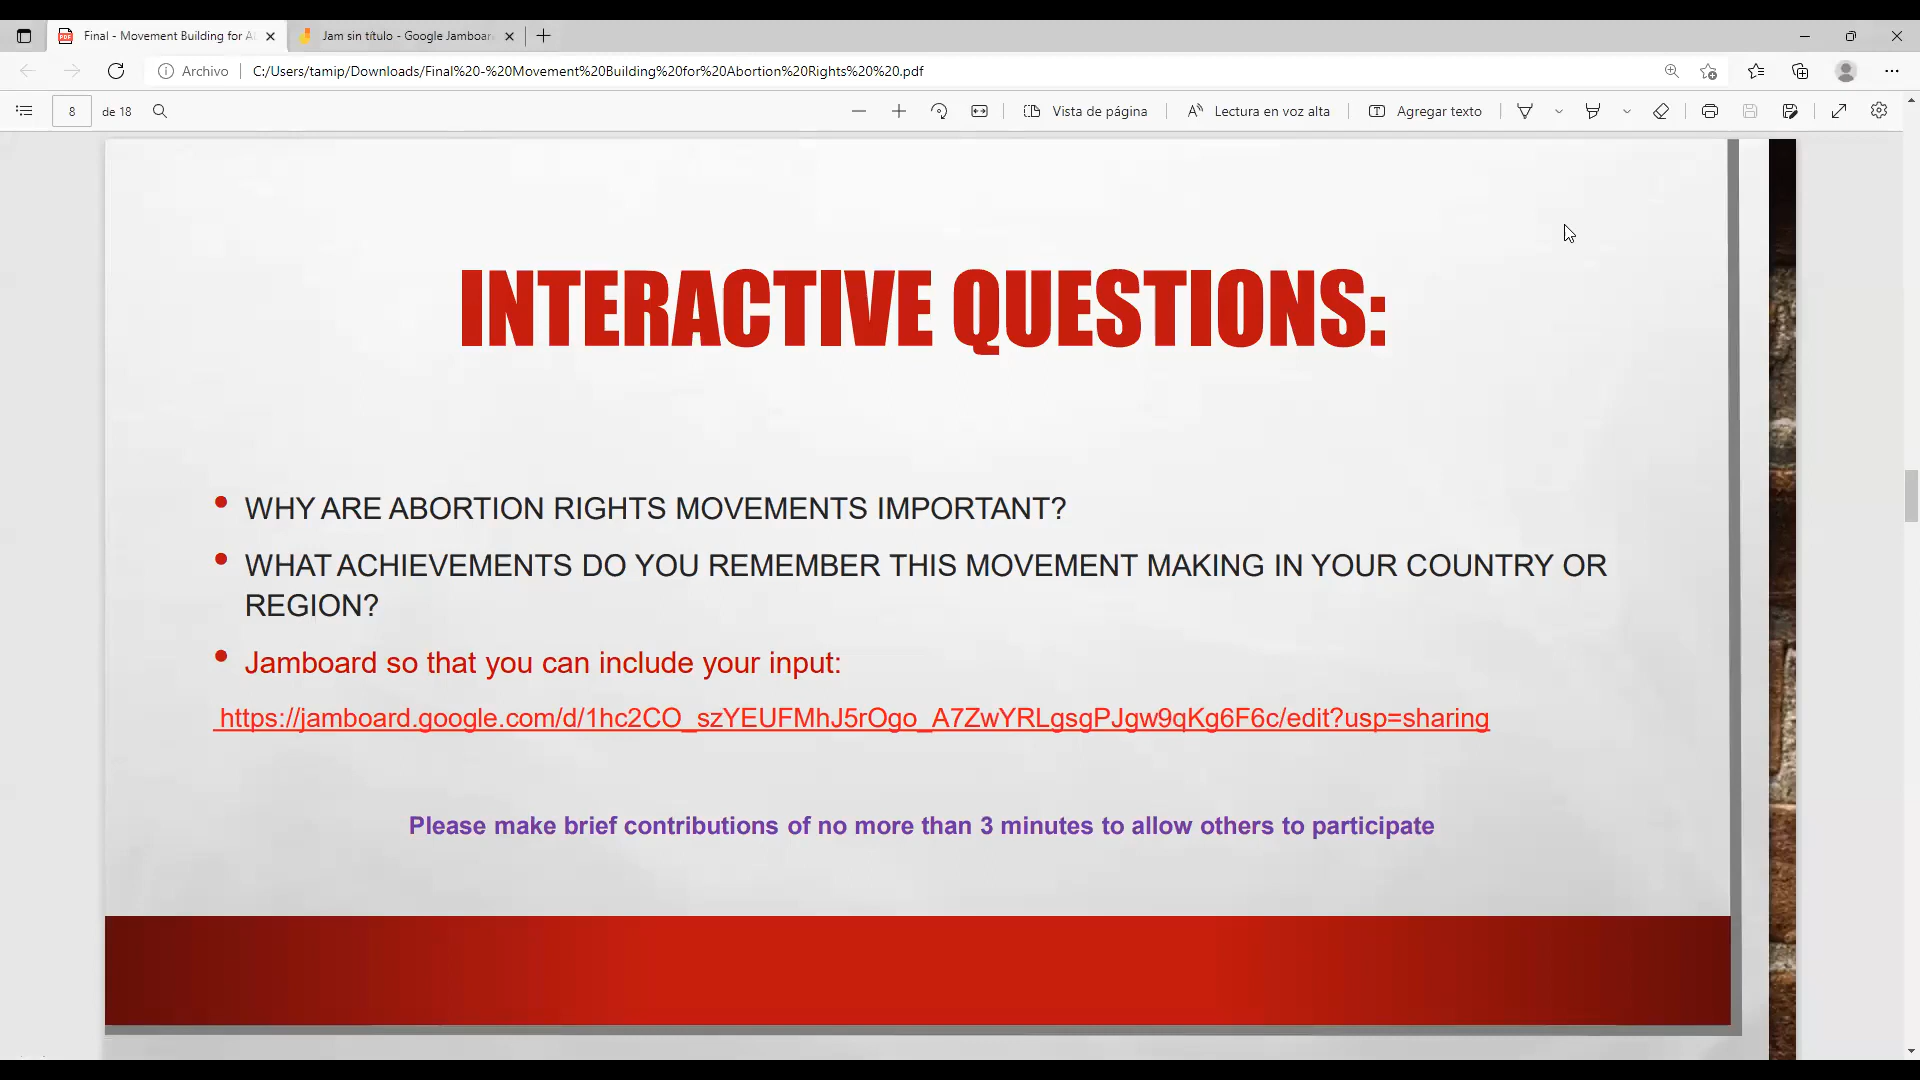 Final - Movement Building for A
Jam sin título - Google Jamboar
Archivo
C:/Users/tamip/Downloads/Final%20-%20Movement%20Building%20for%20Abortion%20Rights%20%20.pdf
8 de 18
Vista de página
Lectura en voz alta
Agregar texto
INTERACTIVE QUESTIONS:
• WHY ARE ABORTION RIGHTS MOVEMENTS IMPORTANT?
• WHAT ACHIEVEMENTS DO YOU REMEMBER THIS MOVEMENT MAKING IN YOUR COUNTRY OR
REGION?
• Jamboard so that you can include your input:
https://jamboard.google.com/d/1hc2CO_szYEUFMhJ5rOgo_A7ZwYRLgsgPJgw9qKg6F6c/edit?usp=sharing
Please make brief contributions of no more than 3 minutes to allow others to participate